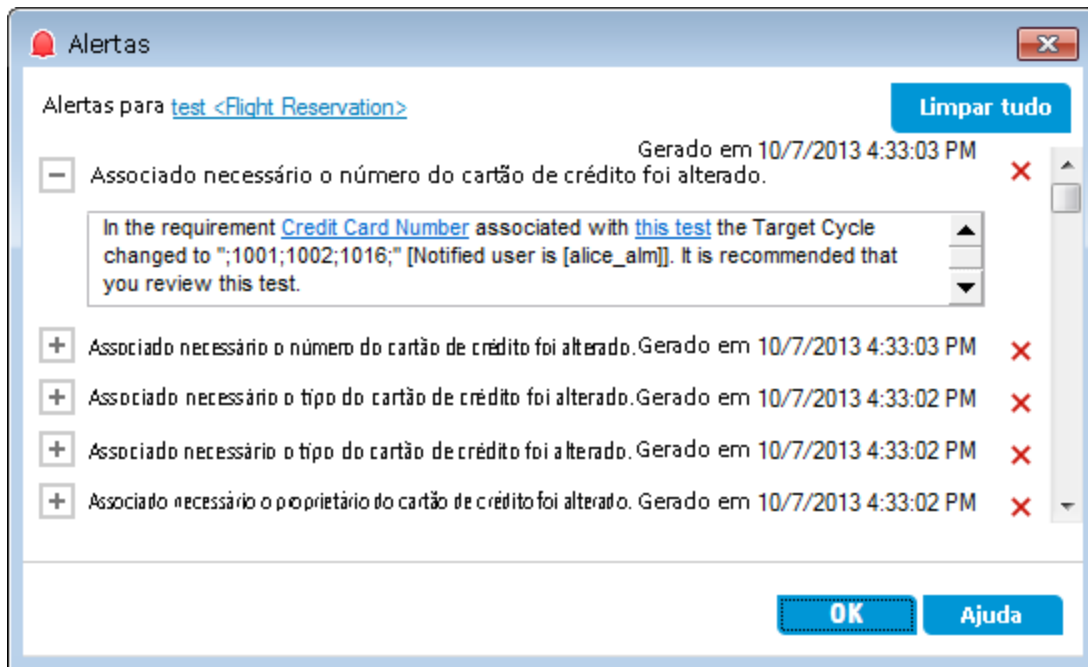 Alertas
Alertas para test <Flight Reservation>
Limpar tudo
Gerado em 10/7/2013 4:33:03 PM
Associado necessário o número do cartão de crédito foi alterado.
In the requirement Credit Card Number associated with this test the Target Cycle
changed to ";1001;1002;1016;" [Notified user is [alice_alm]]. It is recommended that
you review this test.
Associado necessário o número do cartão de crédito foi alterado. Gerado em 10/7/2013 4:33:03 PM
Associado necessário o tipo do cartão de crédito foi alterado. Gerado em 10/7/2013 4:33:02 PM
Associado necessário o tipo do cartão de crédito foi alterado. Gerado em 10/7/2013 4:33:02 PM
Associado necessário o proprietário do cartão de crédito foi alterado. Gerado em 10/7/2013 4:33:02 PM
OK
Ajuda